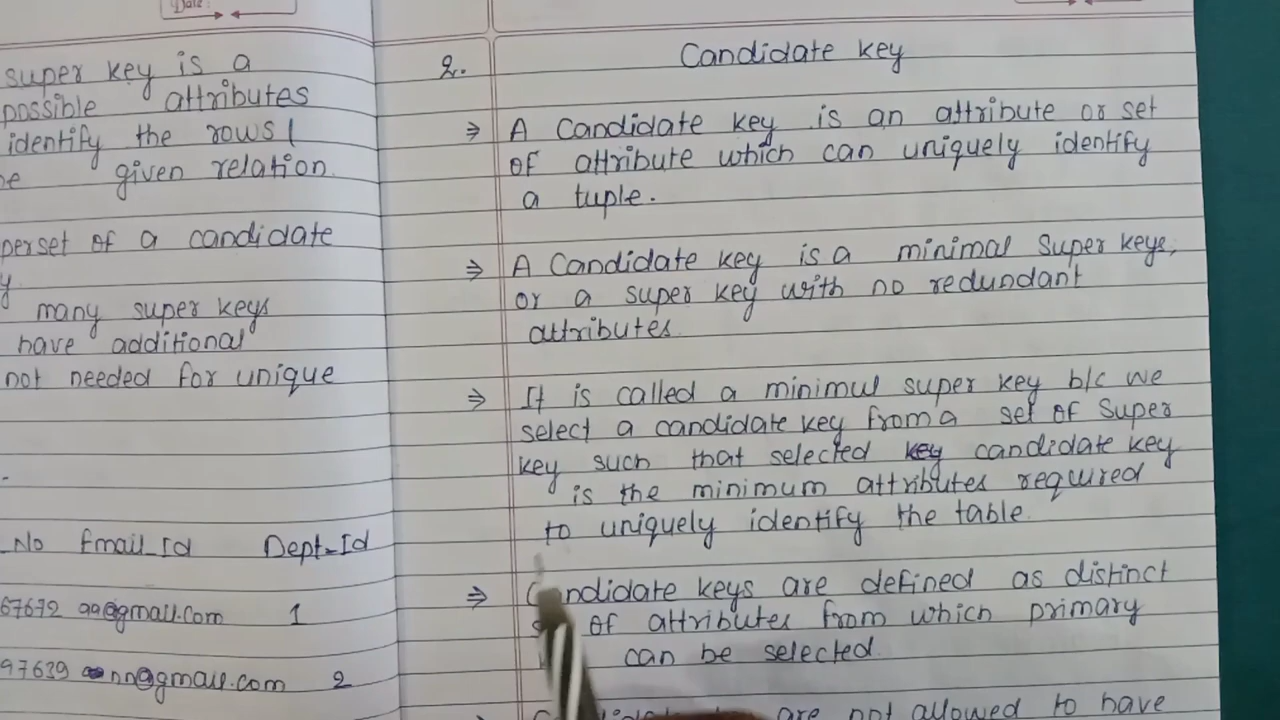 Date:
super key is a
possible attributes
identify the rows
given relation.
perset of a candidate
y.
many super keys
have additional
not needed for unique
_No Email_Id Dept_Id
67672 aa@gmail.com 1
97639 nn@gmail.com 2
2. Candidate key
⇒ A Candidate key is an attribute or set
of attribute which can uniquely identify
a tuple.
⇒ A Candidate key is a minimal Super keys,
or a super key with no redundant
attributes.
⇒ It is called a minimul super key b/c we
select a candidate key from a set of Super
key such that selected key candidate key
is the minimum attributes required
to uniquely identify the table.
⇒ Candidate keys are defined as distinct
of attributes from which primary
can be selected.
are not allowed to have